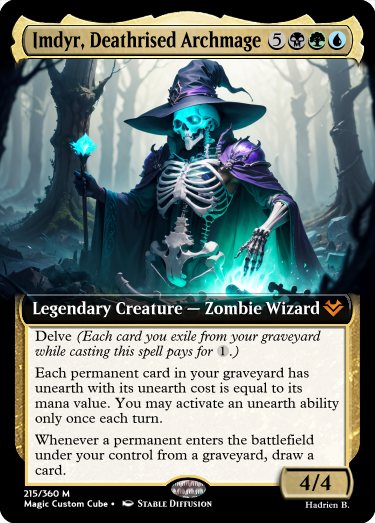 Imdyr, Deathrised Archmage 5
Legendary Creature — Zombie Wizard
Delve (Each card you exile from your graveyard
while casting this spell pays for 1.)
Each permanent card in your graveyard has
unearth with its unearth cost is equal to its
mana value. You may activate an unearth ability
only once each turn.
Whenever a permanent enters the battlefield
under your control from a graveyard, draw a
card.
4/4
215/360 M
Magic Custom Cube • Stable Diffusion
Hadrien B.